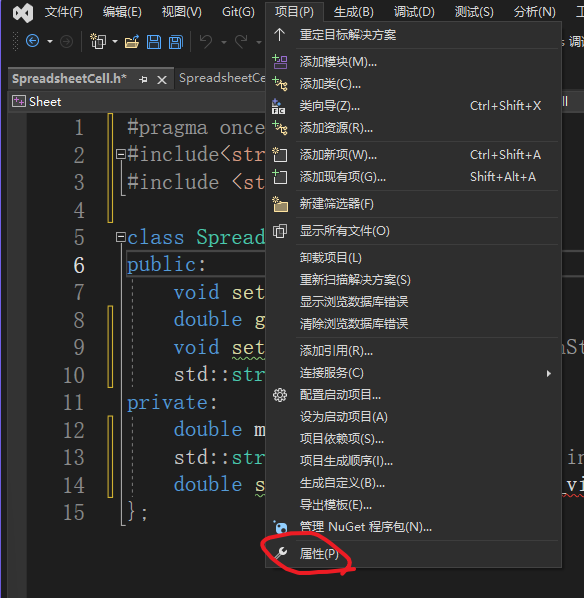 文件(F) 编辑(E) 视图(V) Git(G) 项目(P) 生成(B) 调试(D) 测试(S) 分析(N)
调
SpreadsheetCell.h* SpreadsheetCe
Sheet
ll
重定目标解决方案
添加模块(M)...
添加类(C)...
类向导(Z)... Ctrl+Shift+X
添加资源(R)...
添加新项(W)... Ctrl+Shift+A
添加现有项(G)... Shift+Alt+A
新建筛选器(F)
显示所有文件(O)
卸载项目(L)
重新扫描解决方案(S)
显示浏览数据库错误
清除浏览数据库错误
添加引用(R)...
连接服务(C)
配置启动项目...
设为启动项目(A)
项目依赖项(S)...
项目生成顺序(I)...
生成自定义(B)...
导出模板(E)...
管理 NuGet 程序包(N)...
属性(P)
1 #pragma once
2 #include<str
3 #include <st
4
5 class Spread
6 public:
7 void set
8 double g
9 void set nSt
10 std::str
11 private:
12 double m
13 std::str in
14 double s _vi
15 };